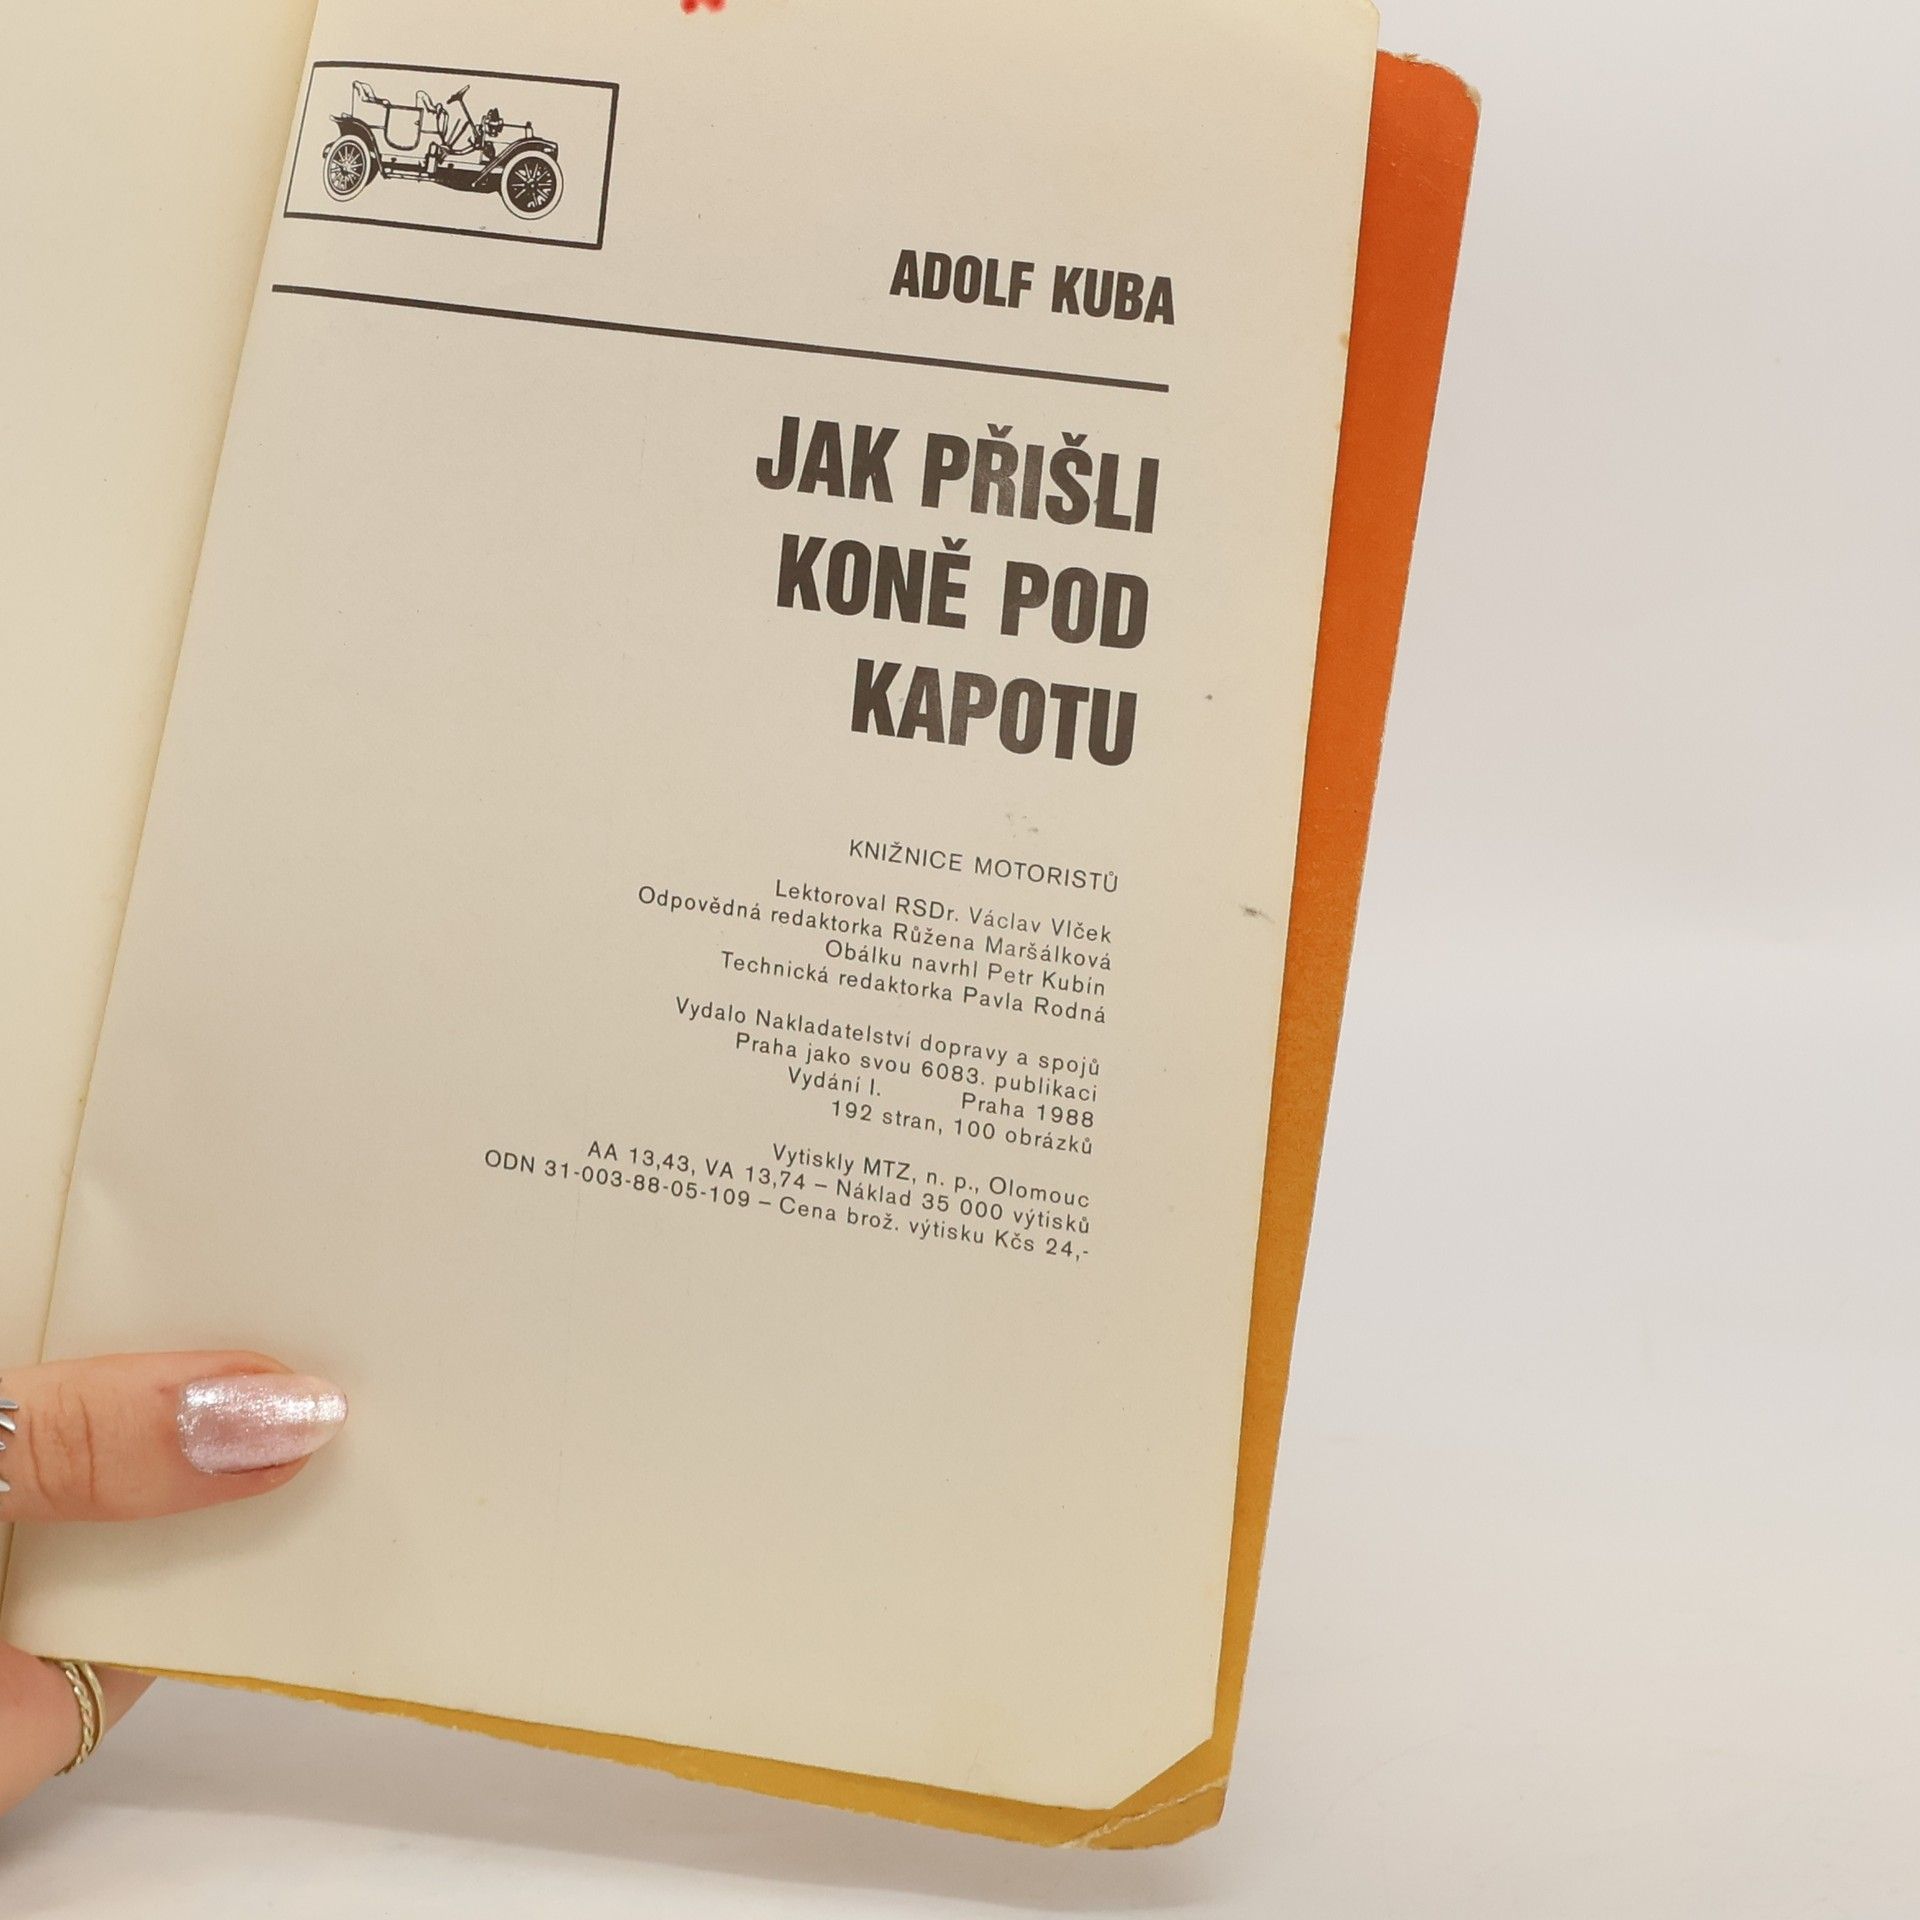 ADOLF KUBA
JAK PŘIŠLI
KONĚ POD
KAPOTU
KNIŽNICE MOTORISTŮ
Lektoroval RSDr. Václav Vlček
Odpovědná redaktorka Růžena Maršálková
Obálku navrhl Petr Kubín
Technická redaktorka Pavla Rodná
Vydalo Nakladatelství dopravy a spojů
Praha jako svou 6083. publikaci
Vydání I. Praha 1988
192 stran, 100 obrázků
Vytiskly MTZ, n. p., Olomouc
AA 13,43, VA 13,74 – Náklad 35 000 výtisků
ODN 31-003-88-05-109 – Cena brož. výtisku Kčs 24,-